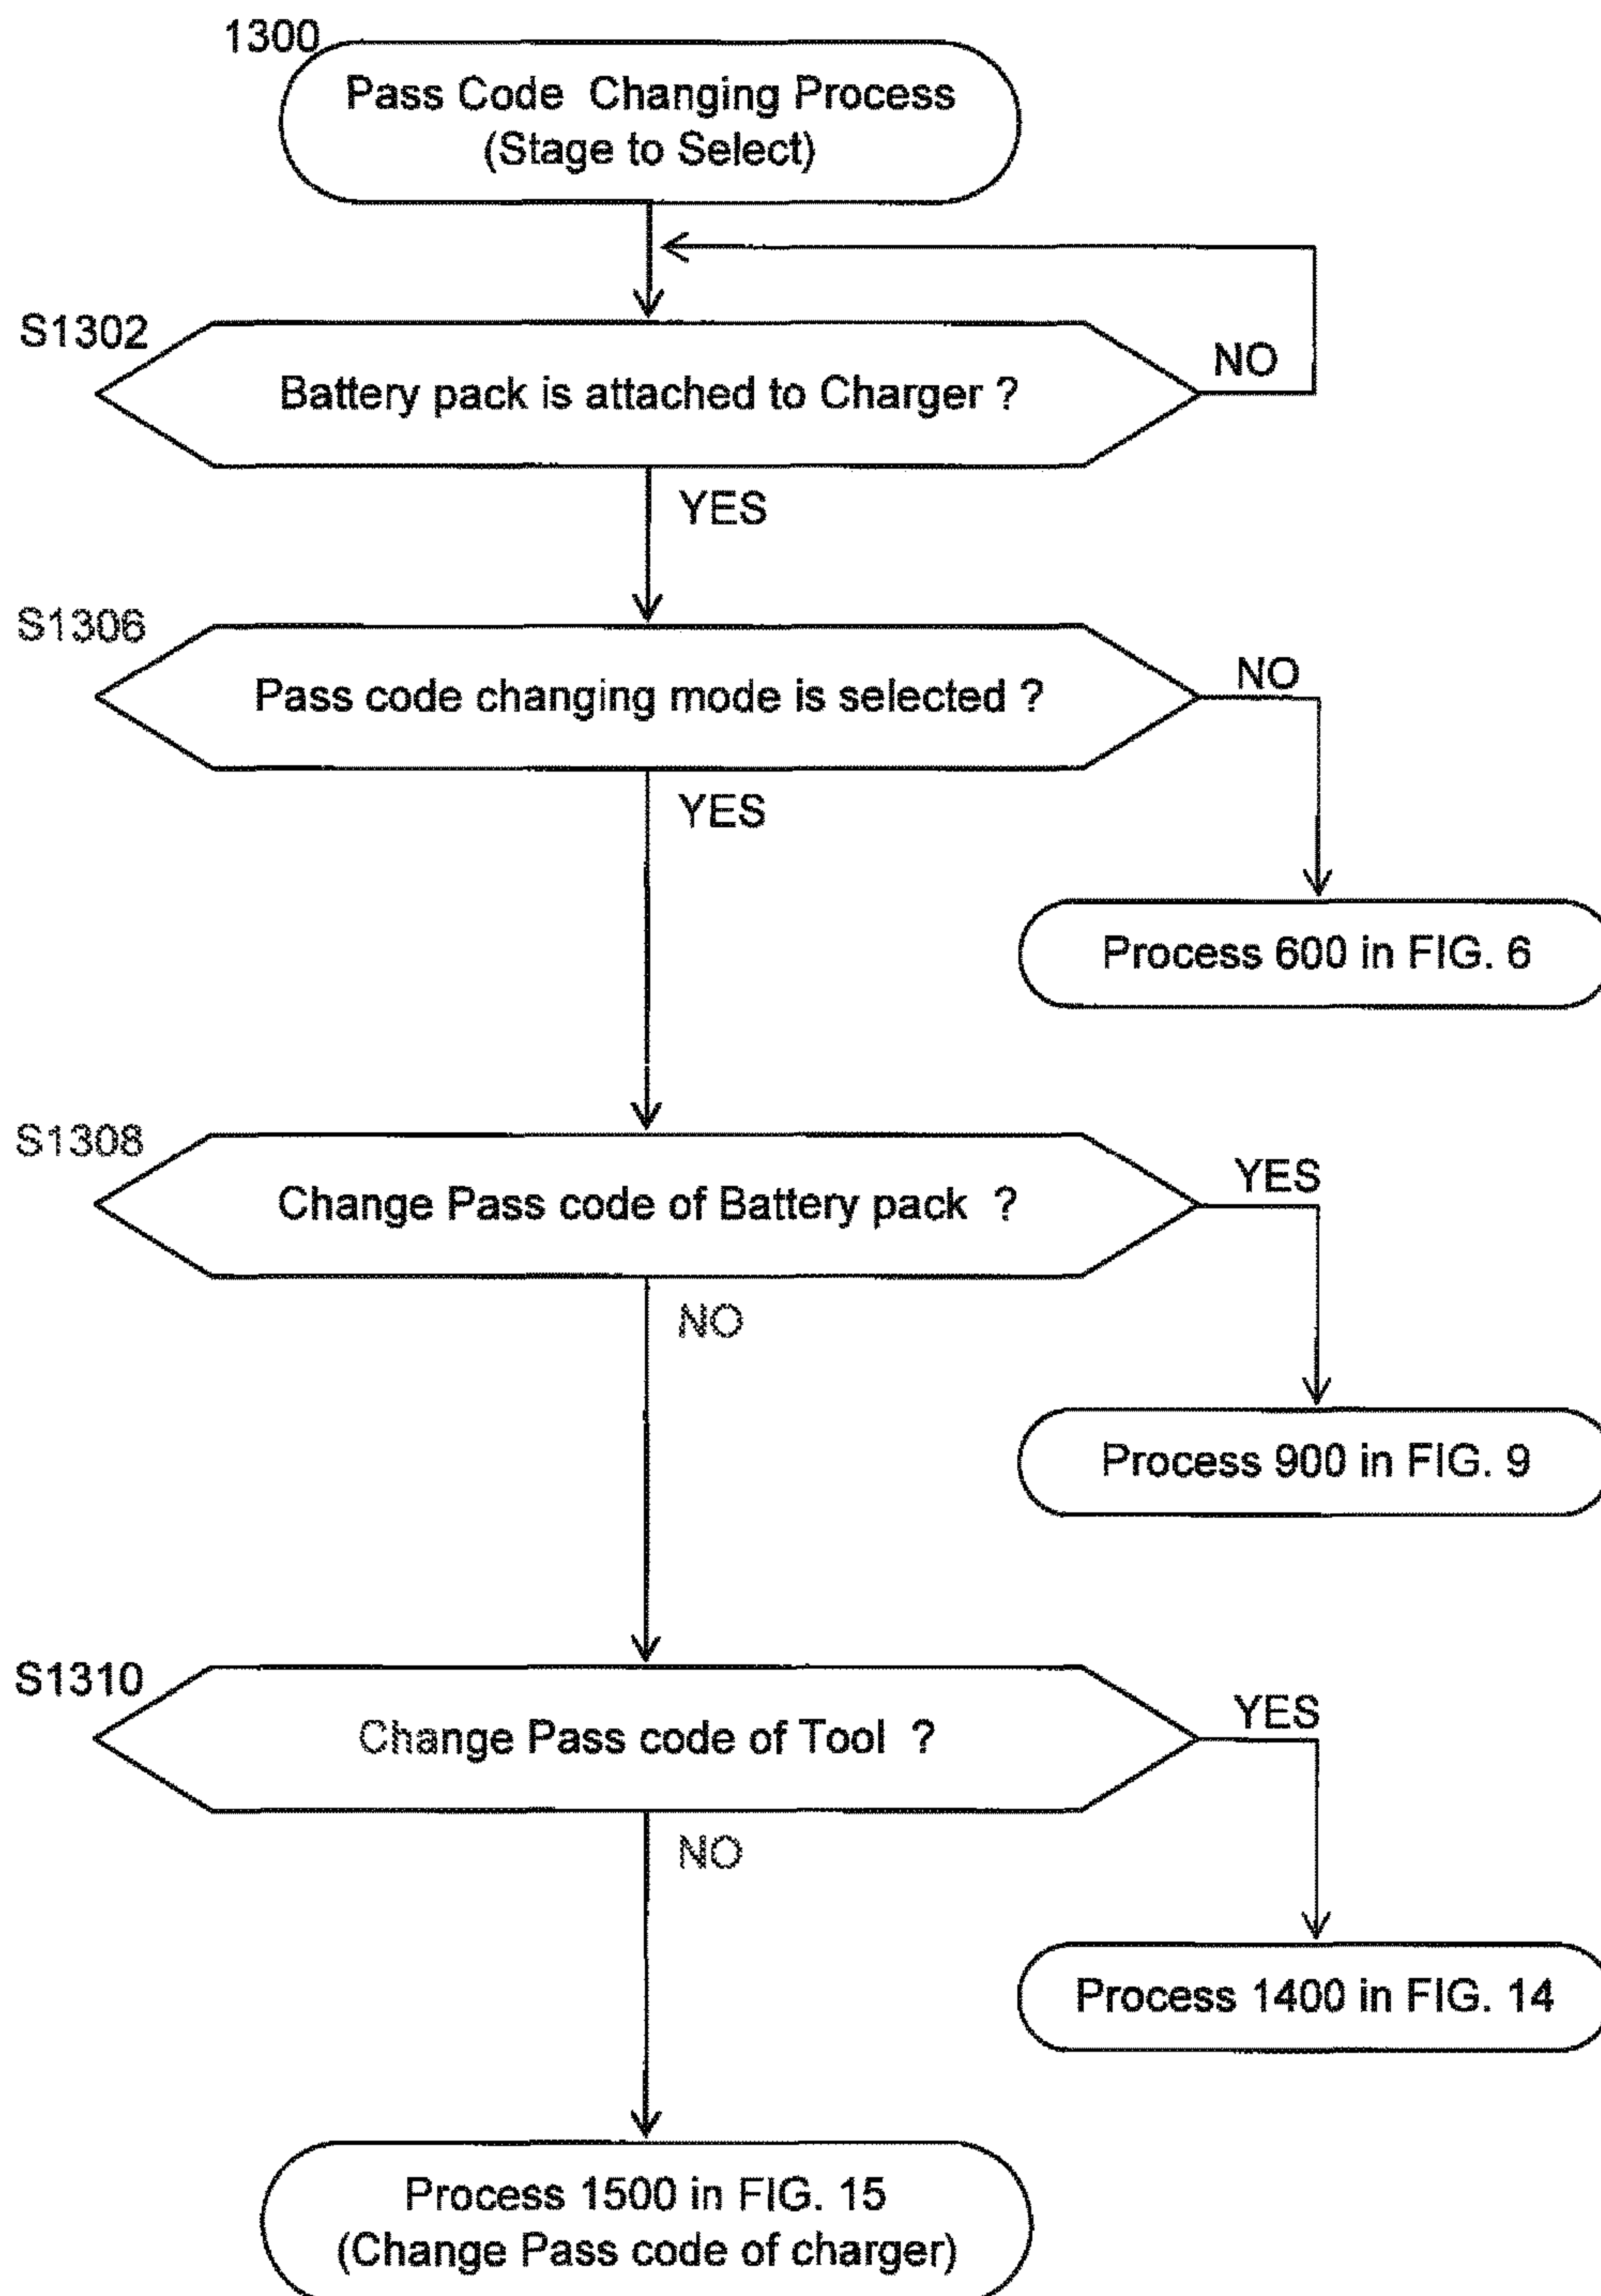 1300
Pass Code Changing Process
(Stage to Select)
S1302
Battery pack is attached to Charger ?
NO
YES
S1306
Pass code changing mode is selected ?
NO
YES
Process 600 in FIG. 6
S1308
Change Pass code of Battery pack ?
YES
NO
Process 900 in FIG. 9
S1310
Change Pass code of Tool ?
YES
NO
Process 1400 in FIG. 14
Process 1500 in FIG. 15
(Change Pass code of charger)